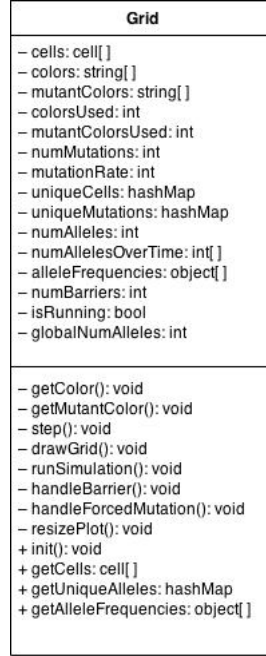 Grid
– cells: cell[ ]
– colors: string[ ]
– mutantColors: string[ ]
– colorsUsed: int
– mutantColorsUsed: int
– numMutations: int
– mutationRate: int
– uniqueCells: hashMap
– uniqueMutations: hashMap
– numAlleles: int
– numAllelesOverTime: int[ ]
– alleleFrequencies: object[ ]
– numBarriers: int
– isRunning: bool
– globalNumAlleles: int
– getColor(): void
– getMutantColor(): void
– step(): void
– drawGrid(): void
– runSimulation(): void
– handleBarrier(): void
– handleForcedMutation(): void
– resizePlot(): void
+ init(): void
+ getCells: cell[ ]
+ getUniqueAlleles: hashMap
+ getAlleleFrequencies: object[ ]